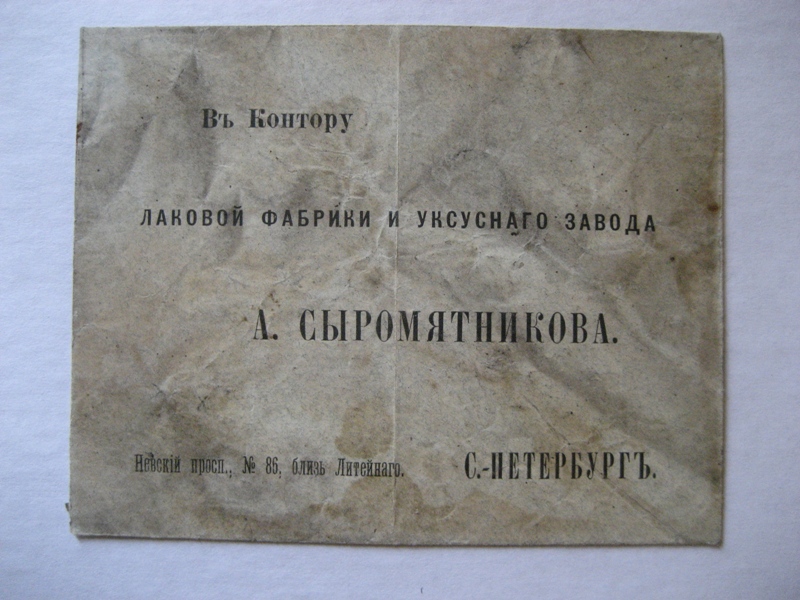 Въ Контору
ЛАКОВОЙ ФАБРИКИ И УКСУСНАГО ЗАВОДА
А. СЫРОМЯТНИКОВА.
Невскій просп., № 86, близь Литейнаго. С.-ПЕТЕРБУРГЪ.